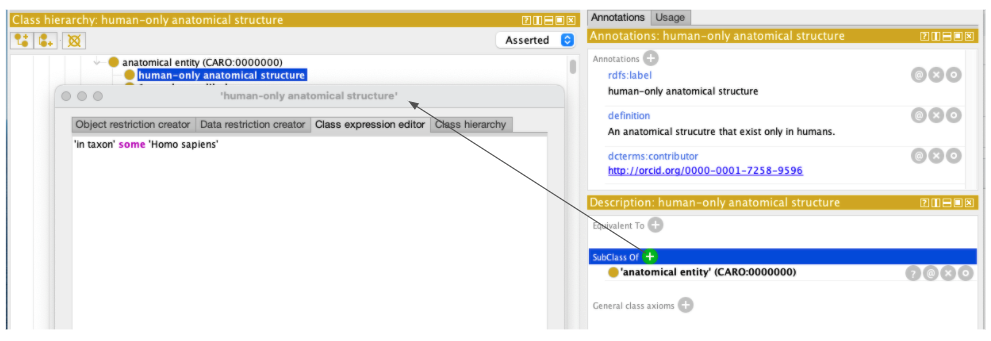 Class hierarchy: human-only anatomical structure
Asserted
anatomical entity (CARO:0000000)
human-only anatomical structure
'human-only anatomical structure'
Object restriction creator Data restriction creator Class expression editor Class hierarchy
'in taxon' some 'Homo sapiens'
Annotations Usage
Annotations: human-only anatomical structure
Annotations
rdfs:label
human-only anatomical structure
definition
An anatomical strucutre that exist only in humans.
dcterms:contributor
http://orcid.org/0000-0001-7258-9596
Description: human-only anatomical structure
Equivalent To
SubClass Of
'anatomical entity' (CARO:0000000)
General class axioms